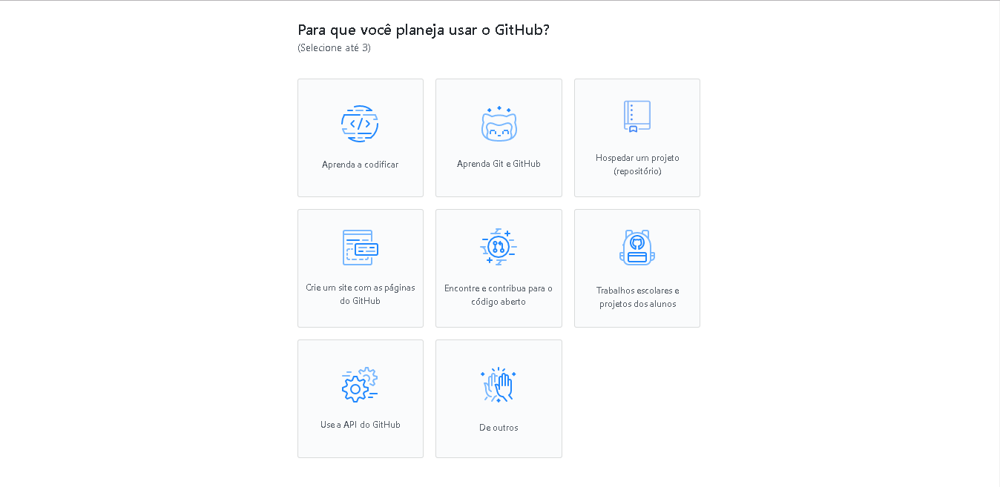 Para que você planeja usar o GitHub?
(Selecione até 3)
Aprenda a codificar
Aprenda Git e GitHub
Hospedar um projeto
(repositório)
Crie um site com as páginas
do GitHub
Encontre e contribua para o
código aberto
Trabalhos escolares e
projetos dos alunos
Use a API do GitHub
De outros